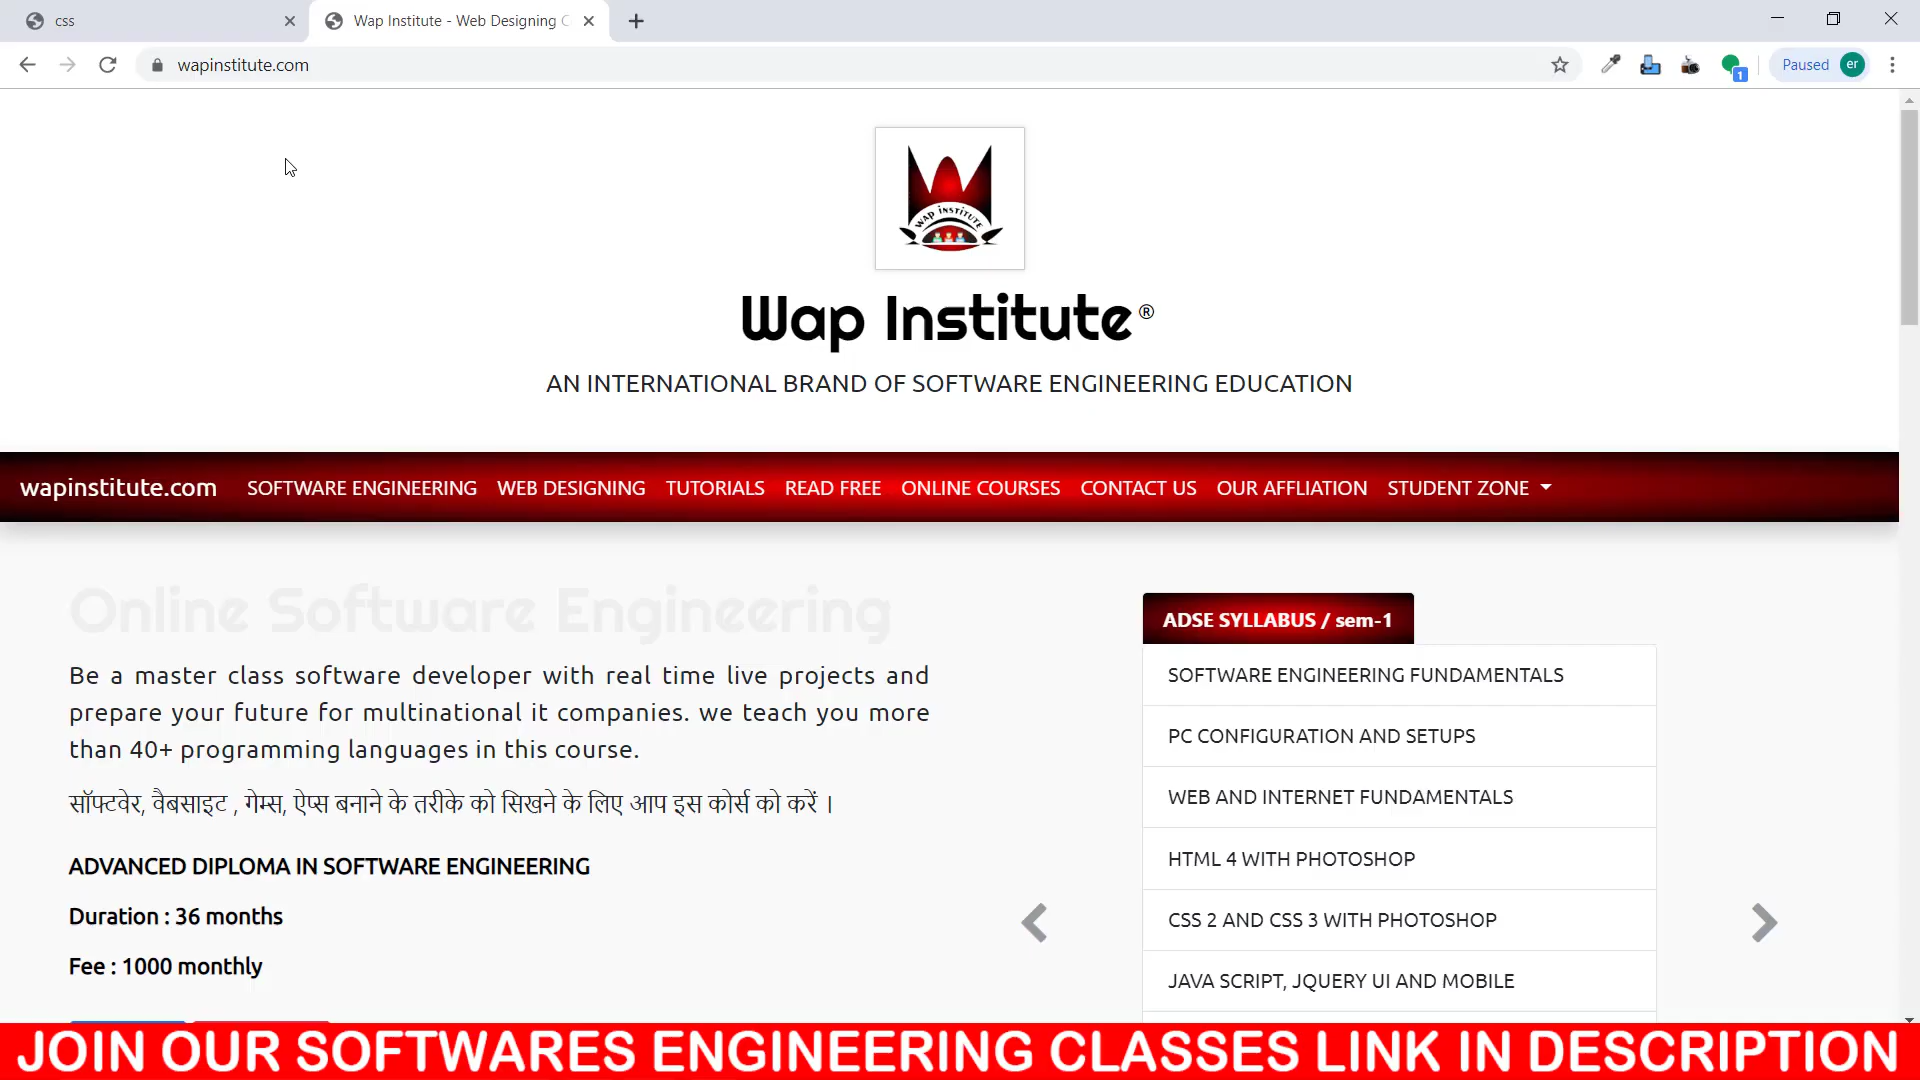 css
Wap Institute - Web Designing C
wapinstitute.com
1
Paused er
WAP INSTITUTE
Wap Institute®
AN INTERNATIONAL BRAND OF SOFTWARE ENGINEERING EDUCATION
wapinstitute.com SOFTWARE ENGINEERING WEB DESIGNING TUTORIALS READ FREE ONLINE COURSES CONTACT US OUR AFFLIATION STUDENT ZONE
Online Software Engineering
Be a master class software developer with real time live projects and
prepare your future for multinational it companies. we teach you more
than 40+ programming languages in this course.
सॉफ्टवेर, वैबसाइट , गेम्स, ऐप्स बनाने के तरीके को सिखने के लिए आप इस कोर्स को करें ।
ADVANCED DIPLOMA IN SOFTWARE ENGINEERING
Duration : 36 months
Fee : 1000 monthly
ADSE SYLLABUS / sem-1
SOFTWARE ENGINEERING FUNDAMENTALS
PC CONFIGURATION AND SETUPS
WEB AND INTERNET FUNDAMENTALS
HTML 4 WITH PHOTOSHOP
CSS 2 AND CSS 3 WITH PHOTOSHOP
JAVA SCRIPT, JQUERY UI AND MOBILE
JOIN OUR SOFTWARES ENGINEERING CLASSES LINK IN DESCRIPTION